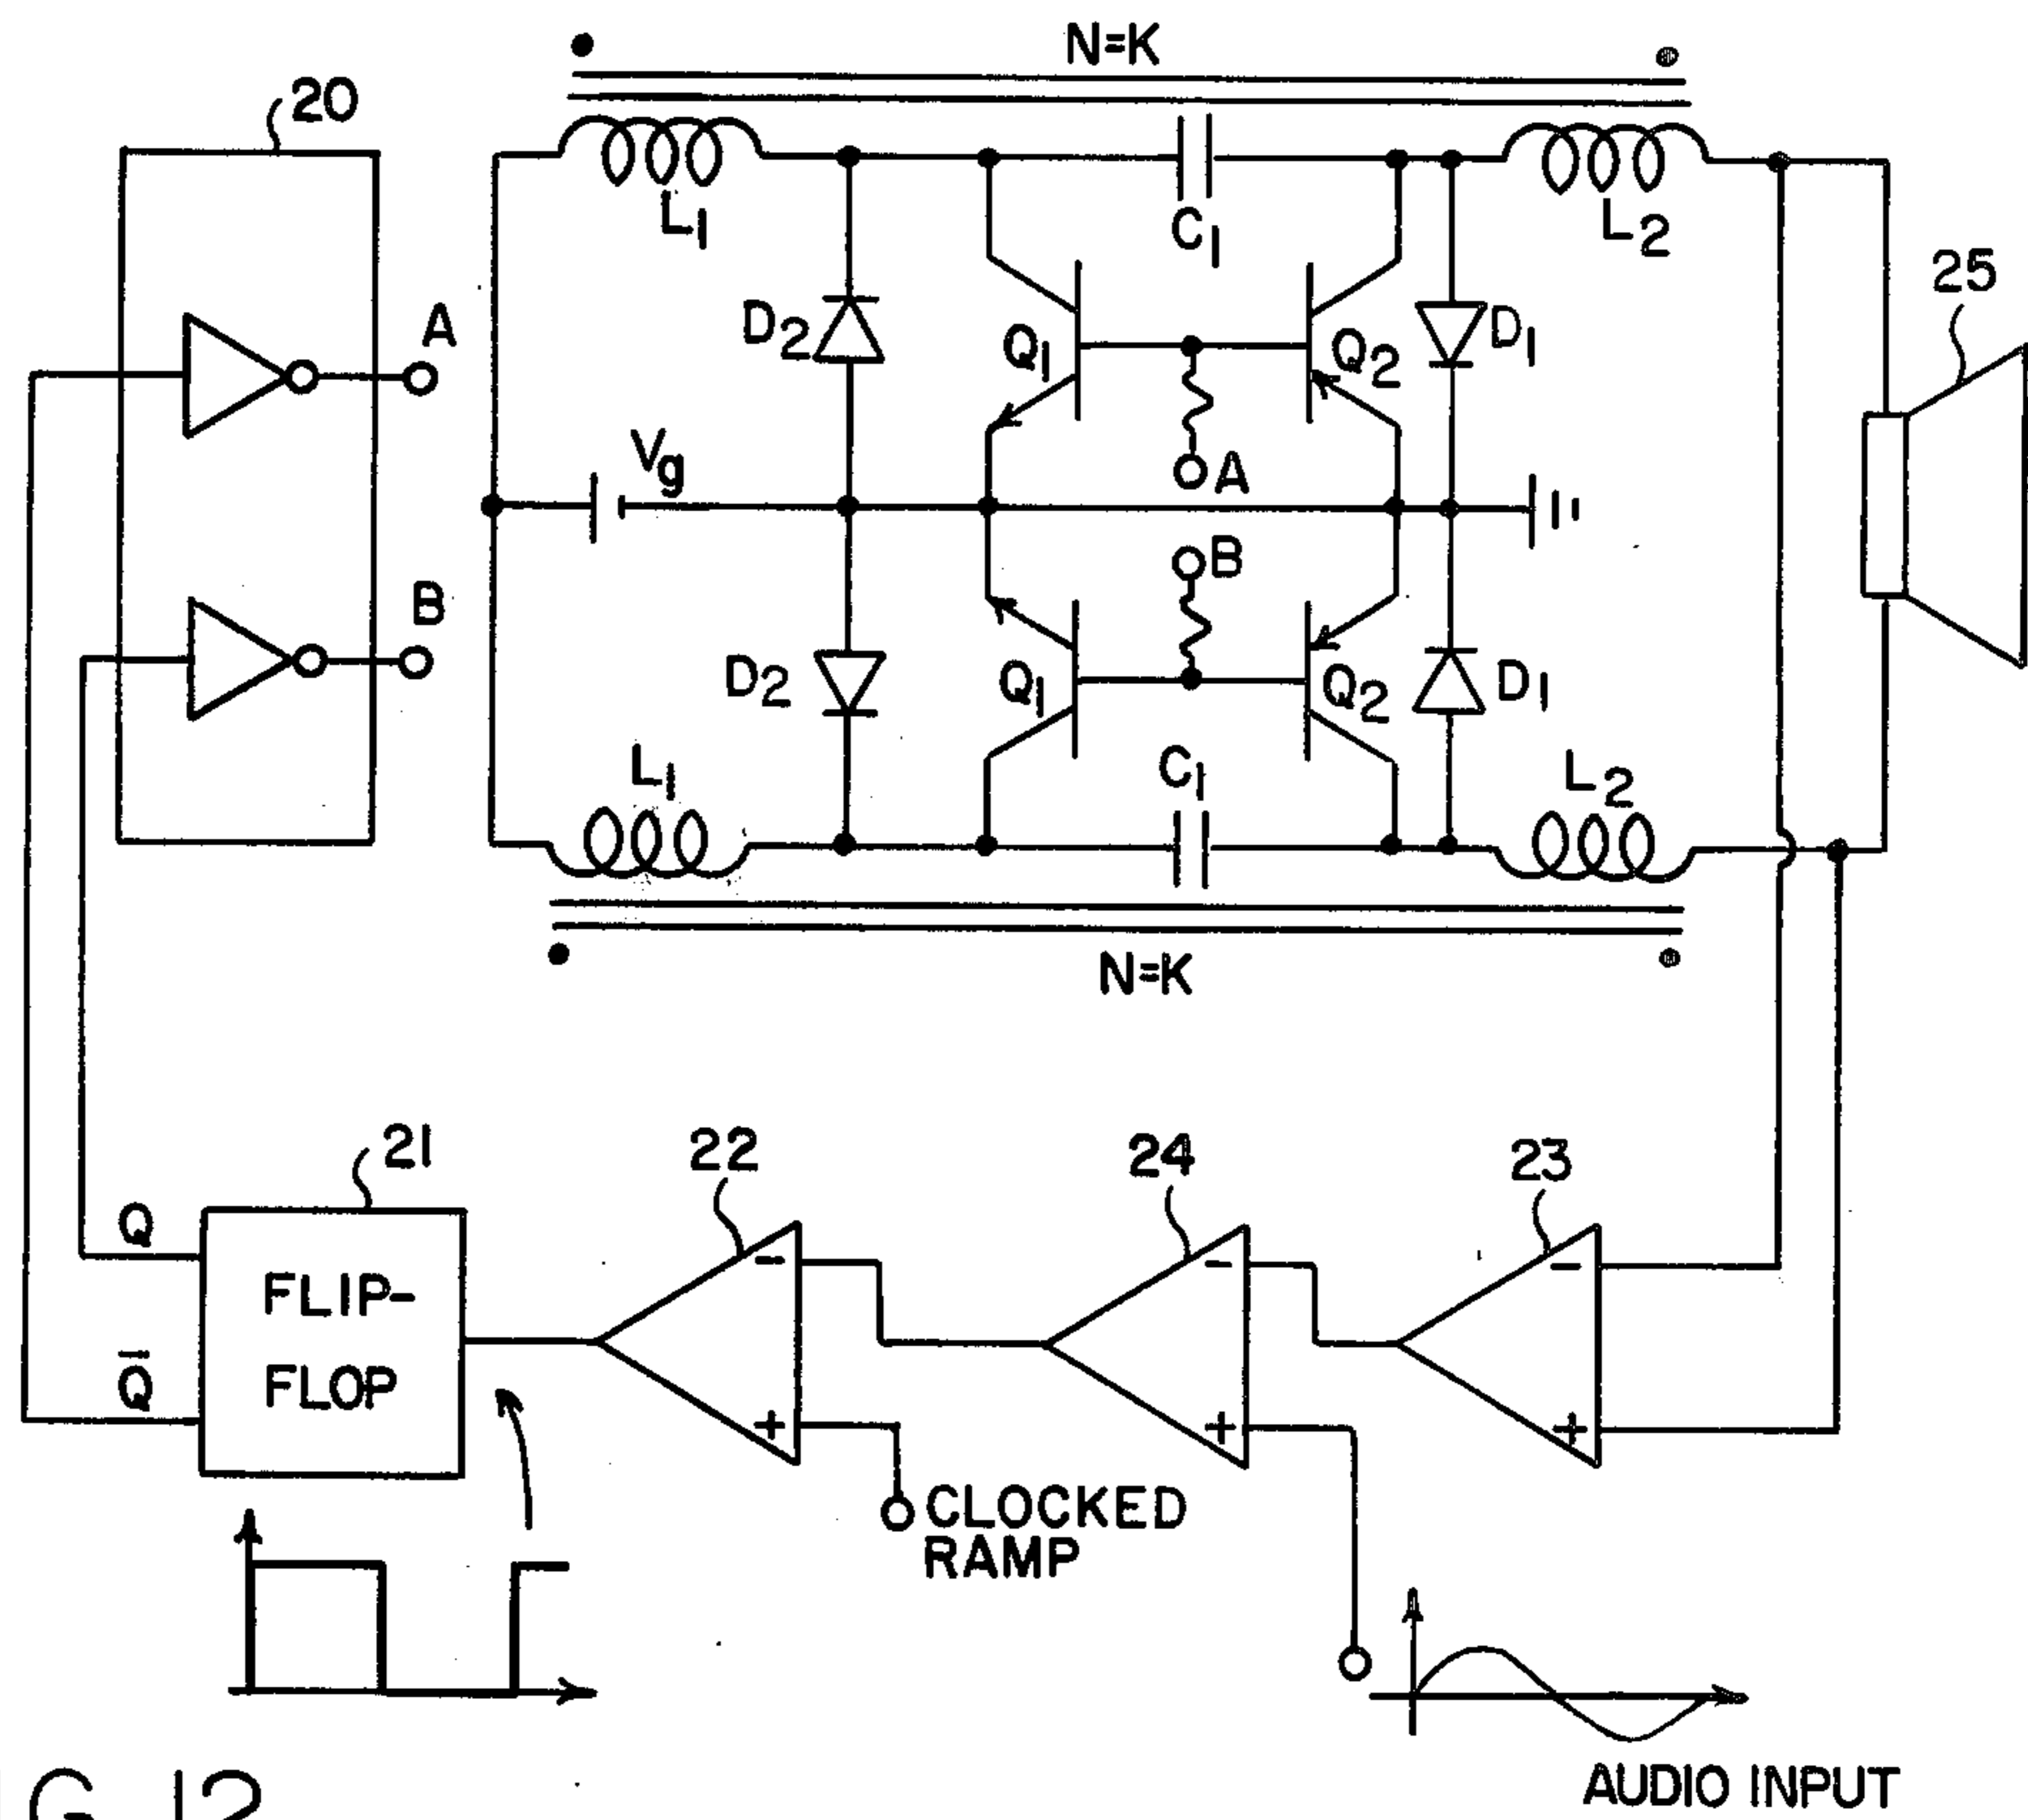 N=K
20
L1
C1
L2
25
A
D2
Q1
Q2
D1
Vg
A
B
B
D2
Q1
Q2
D1
L1
C1
L2
N=K
21
22
24
23
Q
-
-
-
FLIP-
FLOP
Q̅
+
+
+
CLOCKED
RAMP
AUDIO INPUT
G. 12